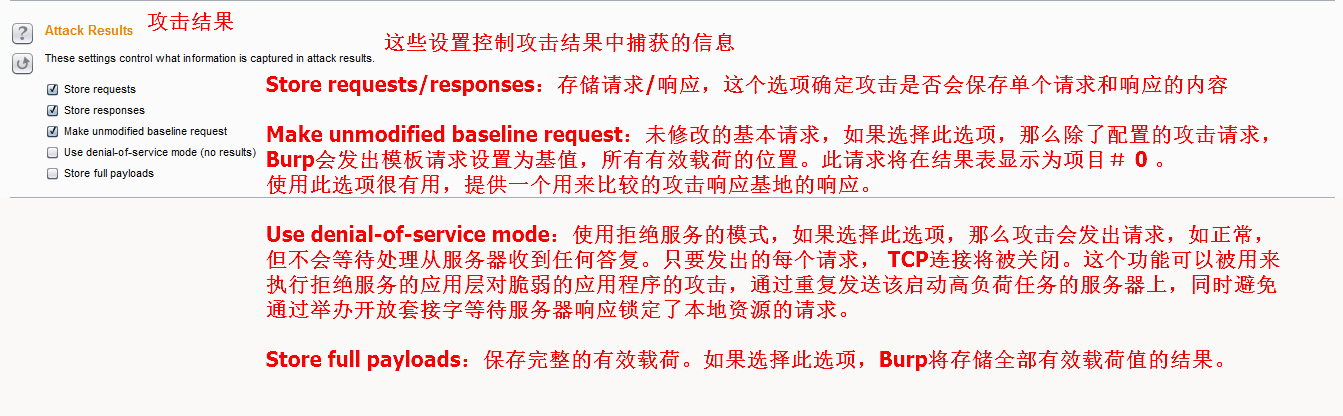 Attack Results 攻击结果
这些设置控制攻击结果中捕获的信息
These settings control what information is captured in attack results.
Store requests
Store responses
Make unmodified baseline request
Use denial-of-service mode (no results)
Store full payloads
Store requests/responses：存储请求/响应，这个选项确定攻击是否会保存单个请求和响应的内容
Make unmodified baseline request：未修改的基本请求，如果选择此选项，那么除了配置的攻击请求，
Burp会发出模板请求设置为基值，所有有效载荷的位置。此请求将在结果表显示为项目＃ 0 。
使用此选项很有用，提供一个用来比较的攻击响应基地的响应。
Use denial-of-service mode：使用拒绝服务的模式，如果选择此选项，那么攻击会发出请求，如正常，
但不会等待处理从服务器收到任何答复。只要发出的每个请求， TCP连接将被关闭。这个功能可以被用来
执行拒绝服务的应用层对脆弱的应用程序的攻击，通过重复发送该启动高负荷任务的服务器上，同时避免
通过举办开放套接字等待服务器响应锁定了本地资源的请求。
Store full payloads：保存完整的有效载荷。如果选择此选项，Burp将存储全部有效载荷值的结果。